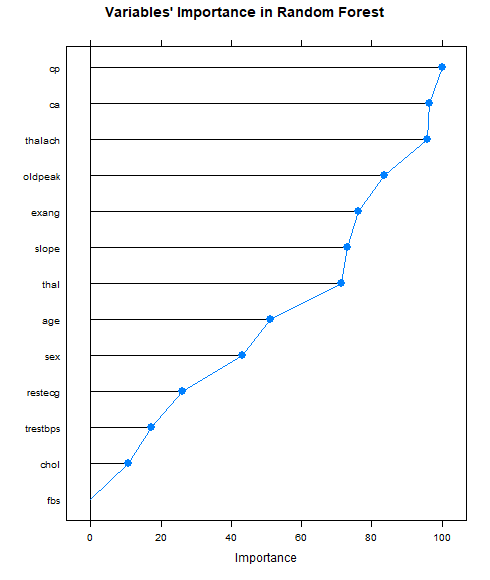 Variables' Importance in Random Forest
cp
ca
thalach
oldpeak
exang
slope
thal
age
sex
restecg
trestbps
chol
fbs
0 20 40 60 80 100
Importance